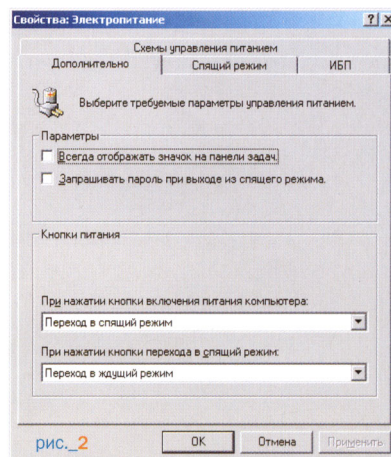 Свойства: Электропитание
Схемы управления питанием
Дополнительно Спящий режим ИБП
Выберите требуемые параметры управления питанием.
Параметры
Всегда отображать значок на панели задач.
Запрашивать пароль при выходе из спящего режима.
Кнопки питания
При нажатии кнопки включения питания компьютера:
Переход в спящий режим
При нажатии кнопки перехода в спящий режим:
Переход в ждущий режим
OK Отмена Применить
рис._2